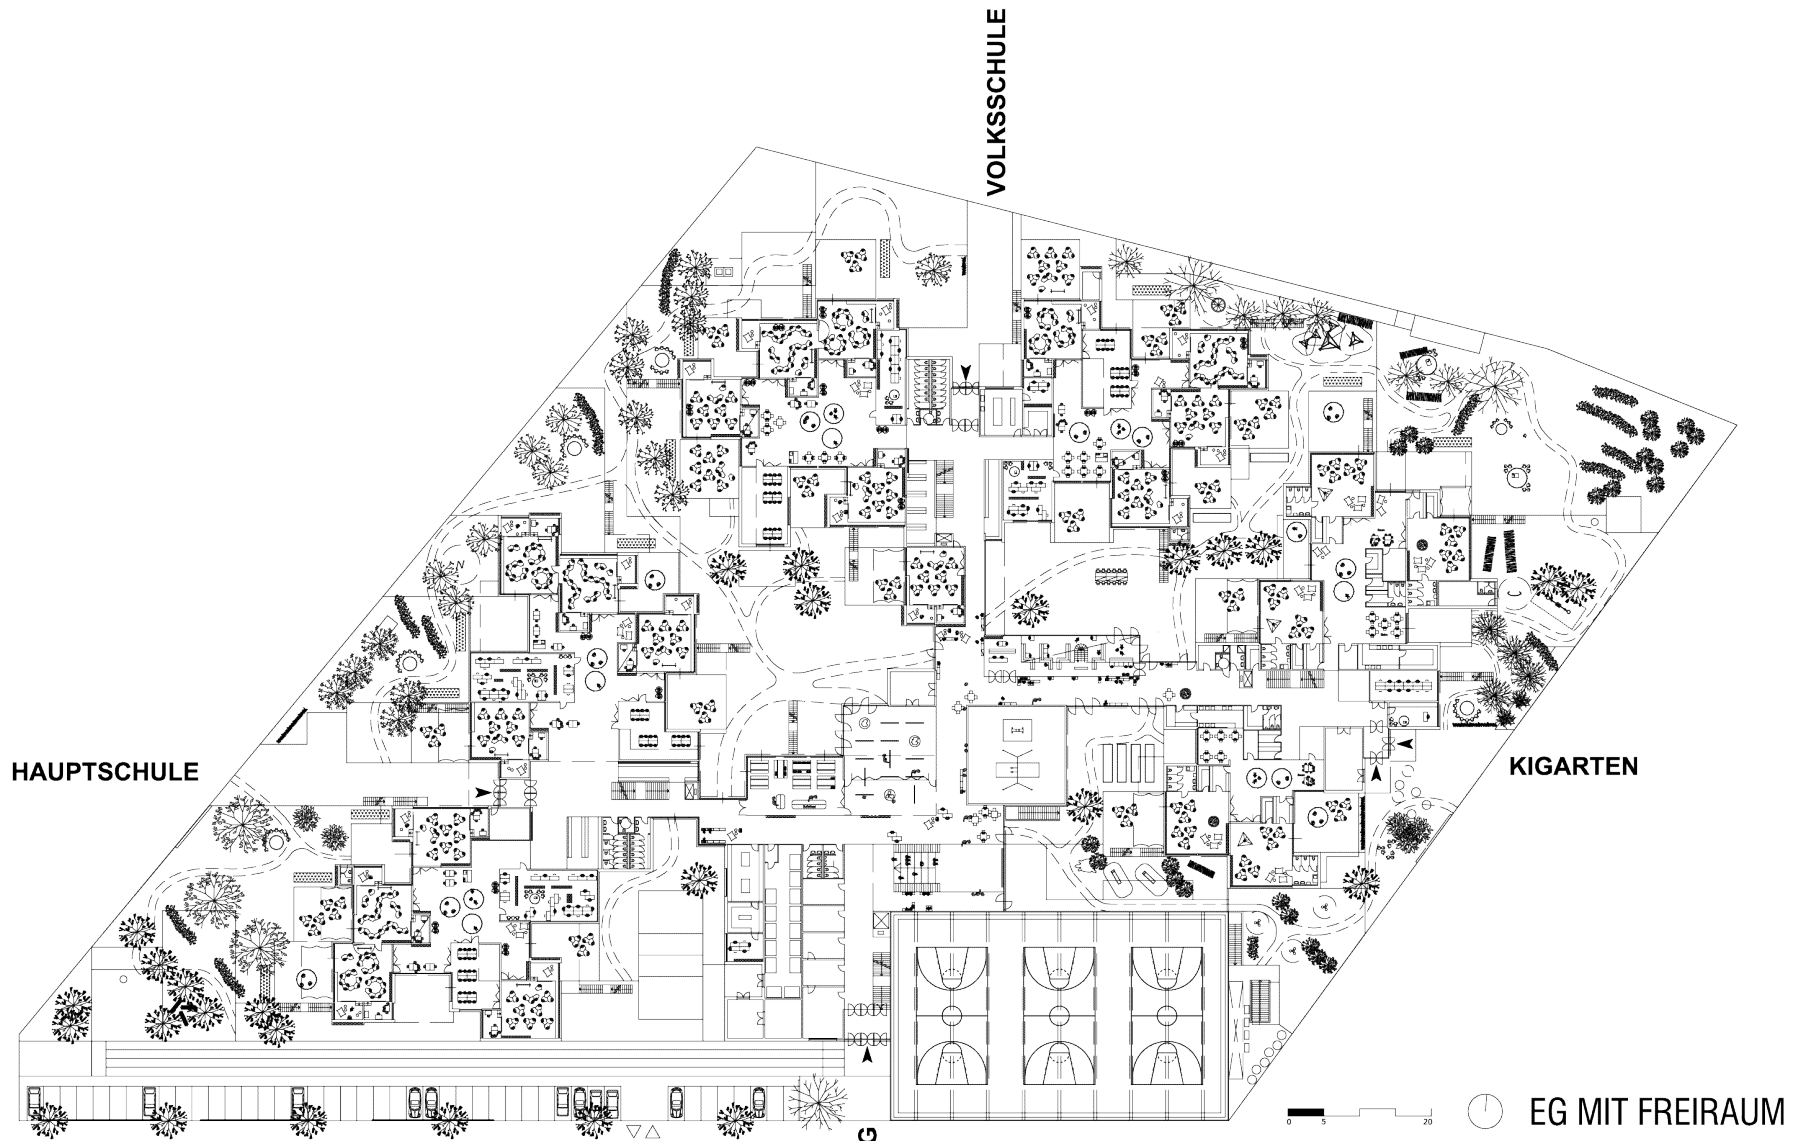 VOLKSSCHULE
HAUPTSCHULE
KIGARTEN
G
0 5 20
EG MIT FREIRAUM